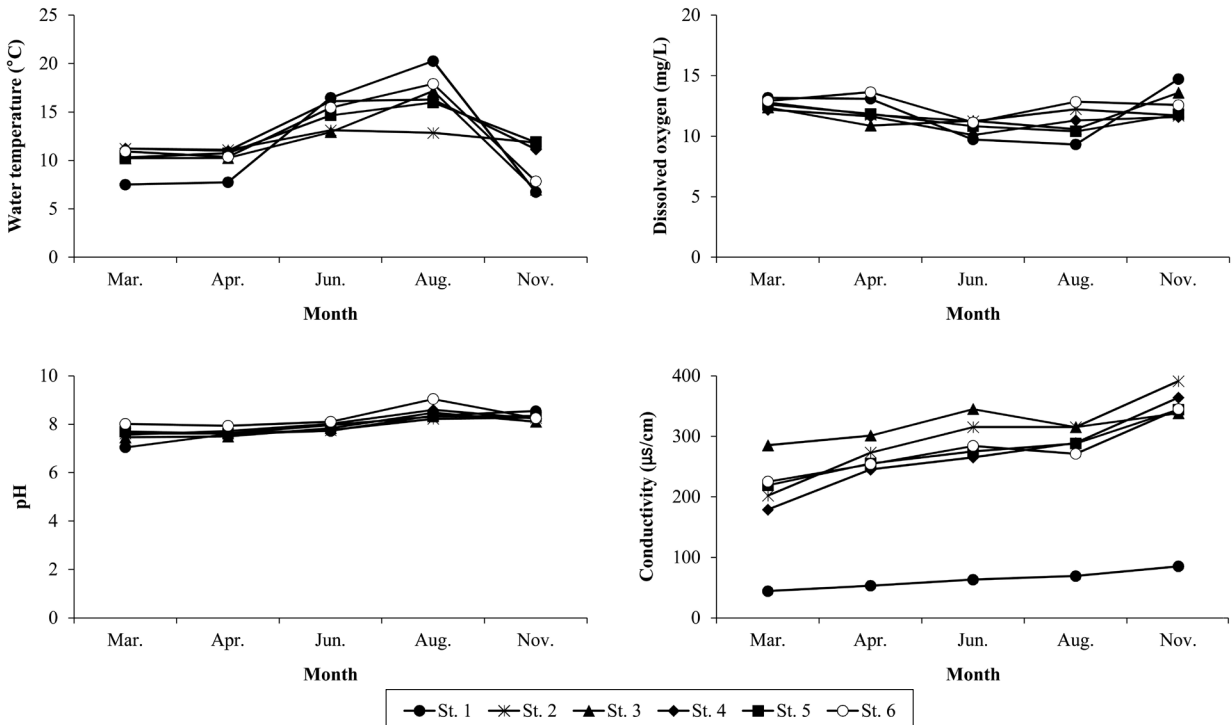 Water temperature (°C)
25
20
15
10
5
0
Mar. Apr. Jun. Aug. Nov.
Month
Dissolved oxygen (mg/L)
20
15
10
5
0
Mar. Apr. Jun. Aug. Nov.
Month
pH
10
8
6
4
2
0
Mar. Apr. Jun. Aug. Nov.
Month
Conductivity (μs/cm)
400
300
200
100
0
Mar. Apr. Jun. Aug. Nov.
Month
St. 1 St. 2 St. 3 St. 4 St. 5 St. 6